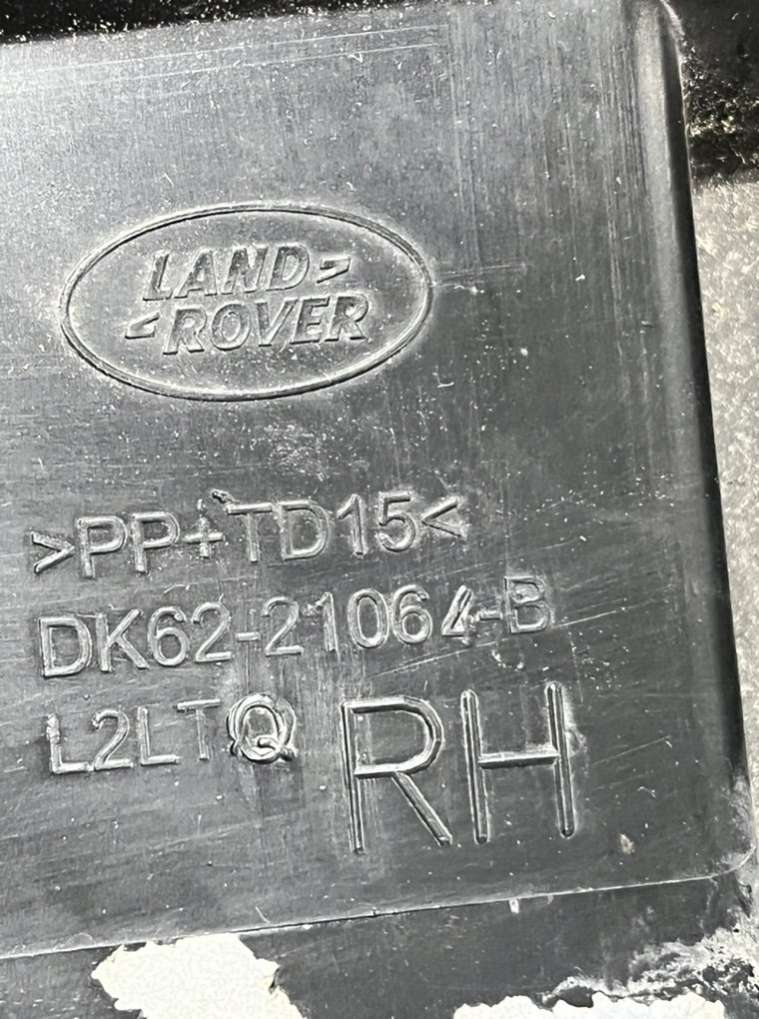 LAND
ROVER
>PP+TD15<
DK62-21064-B
L2LTQ RH